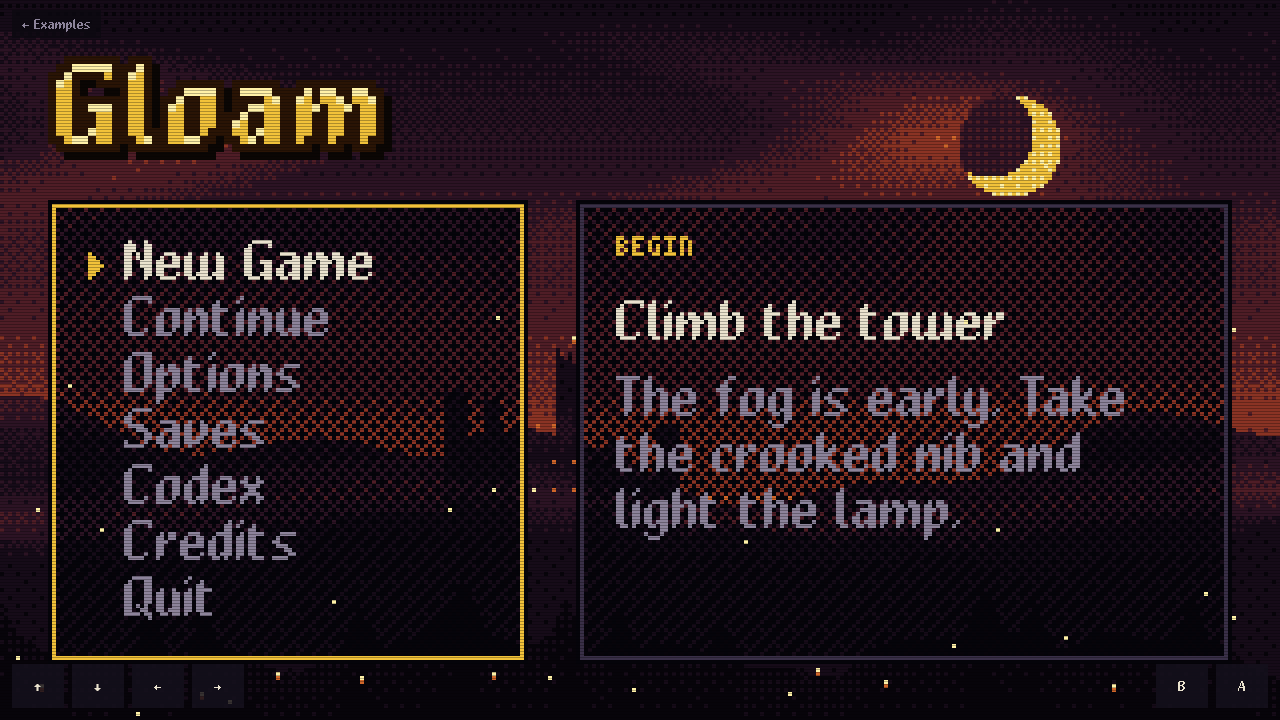 ← Examples
Gloam
New Game
Continue
Options
Saves
Codex
Credits
Quit
BEGIN
Climb the tower
The fog is early. Take
the crooked nib and
light the lamp.
↑ ↓ ← →
B A